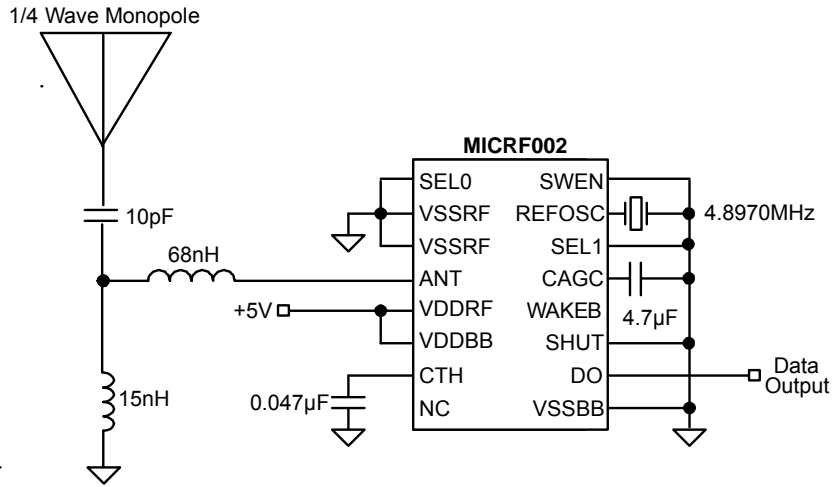 1/4 Wave Monopole
MICRF002
SEL0 SWEN
10pF VSSRF REFOSC 4.8970MHz
VSSRF SEL1
68nH
ANT CAGC
+5V VDDRF WAKEB
4.7µF
VDDBB SHUT
CTH DO Data
Output
15nH 0.047µF
NC VSSBB